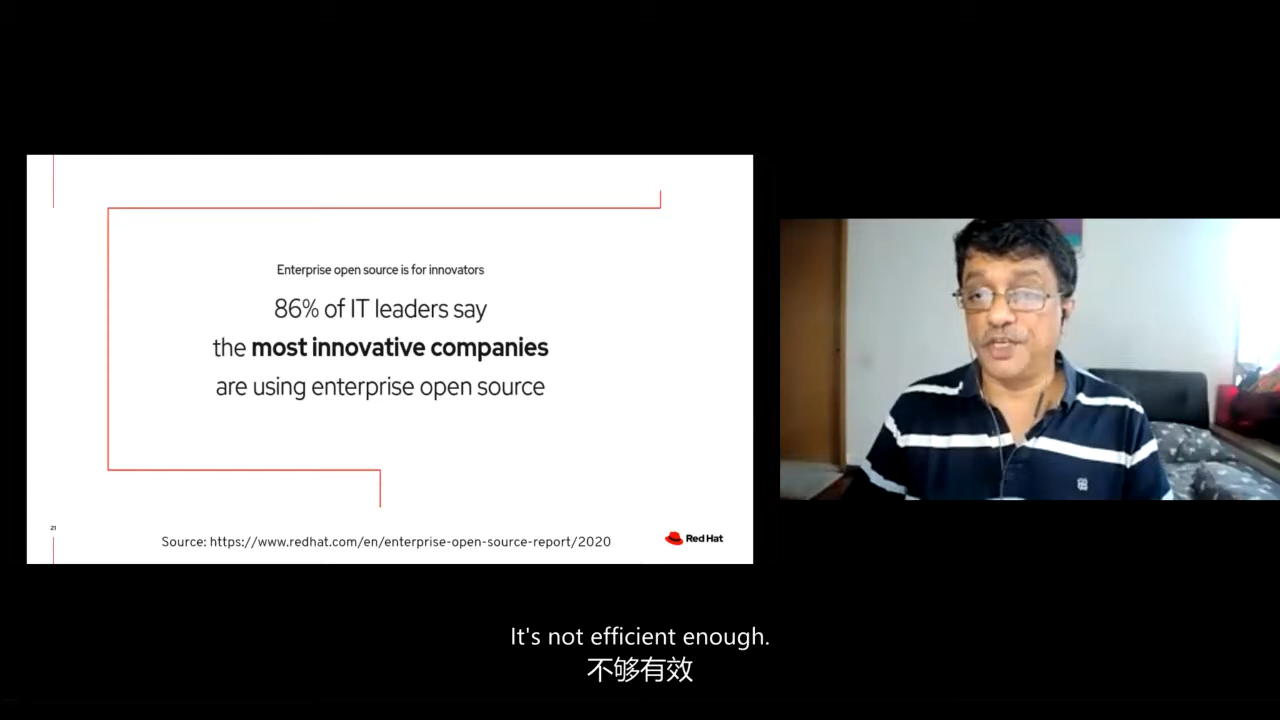 Enterprise open source is for innovators
86% of IT leaders say
the most innovative companies
are using enterprise open source
21
Source: https://www.redhat.com/en/enterprise-open-source-report/2020
Red Hat
It's not efficient enough.
不够有效